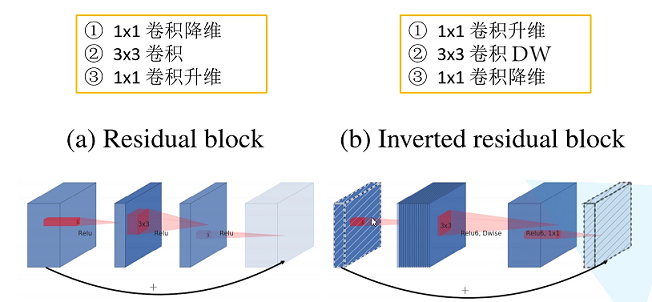 ① 1x1 卷积降维
② 3x3 卷积
③ 1x1 卷积升维
① 1x1 卷积升维
② 3x3 卷积 DW
③ 1x1 卷积降维
(a) Residual block
(b) Inverted residual block
Relu
3x3
Relu
Relu
3x3
Relu6, Dwise
Relu6, 1x1
+
+